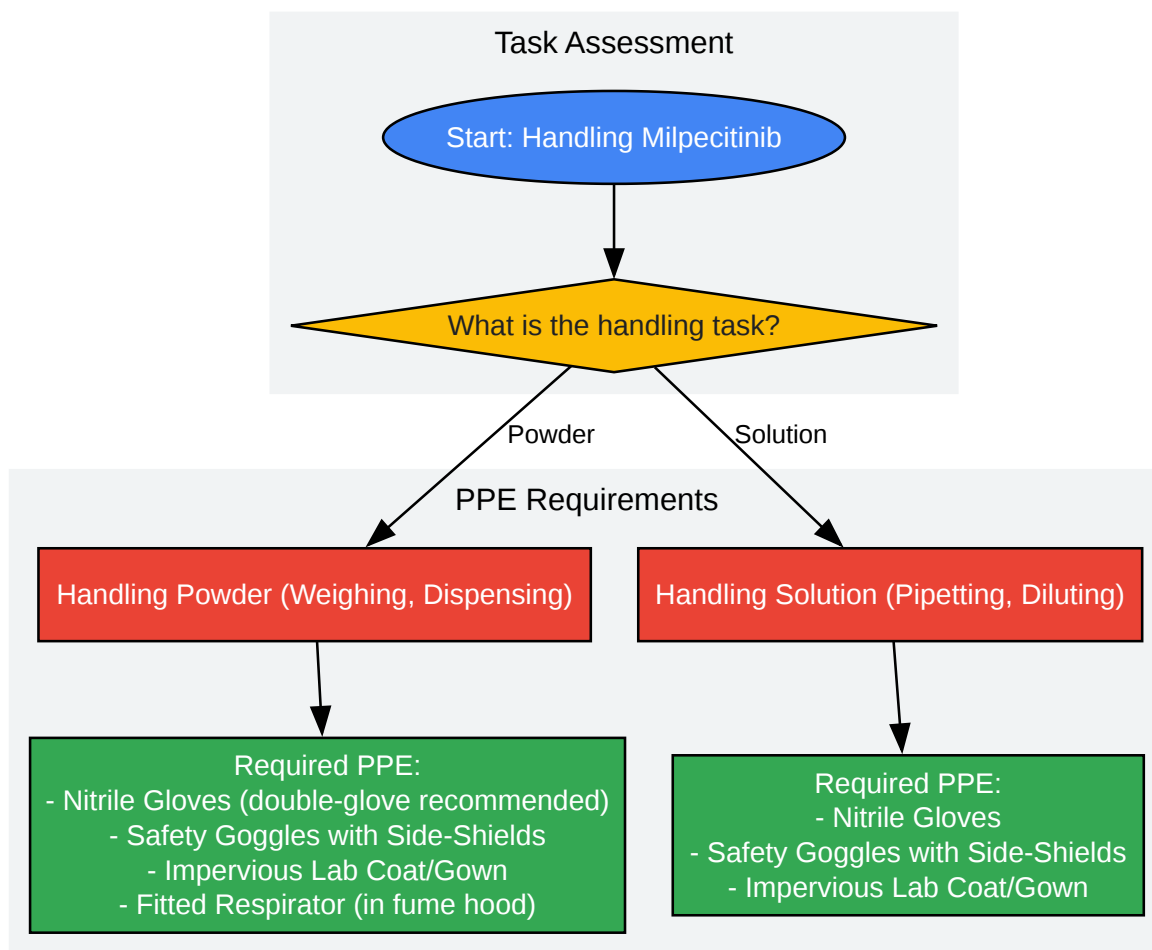 Task Assessment
Start: Handling Milpecitinib
What is the handling task?
Powder
Solution
PPE Requirements
Handling Powder (Weighing, Dispensing)
Handling Solution (Pipetting, Diluting)
Required PPE:
- Nitrile Gloves (double-glove recommended)
- Safety Goggles with Side-Shields
- Impervious Lab Coat/Gown
- Fitted Respirator (in fume hood)
Required PPE:
- Nitrile Gloves
- Safety Goggles with Side-Shields
- Impervious Lab Coat/Gown